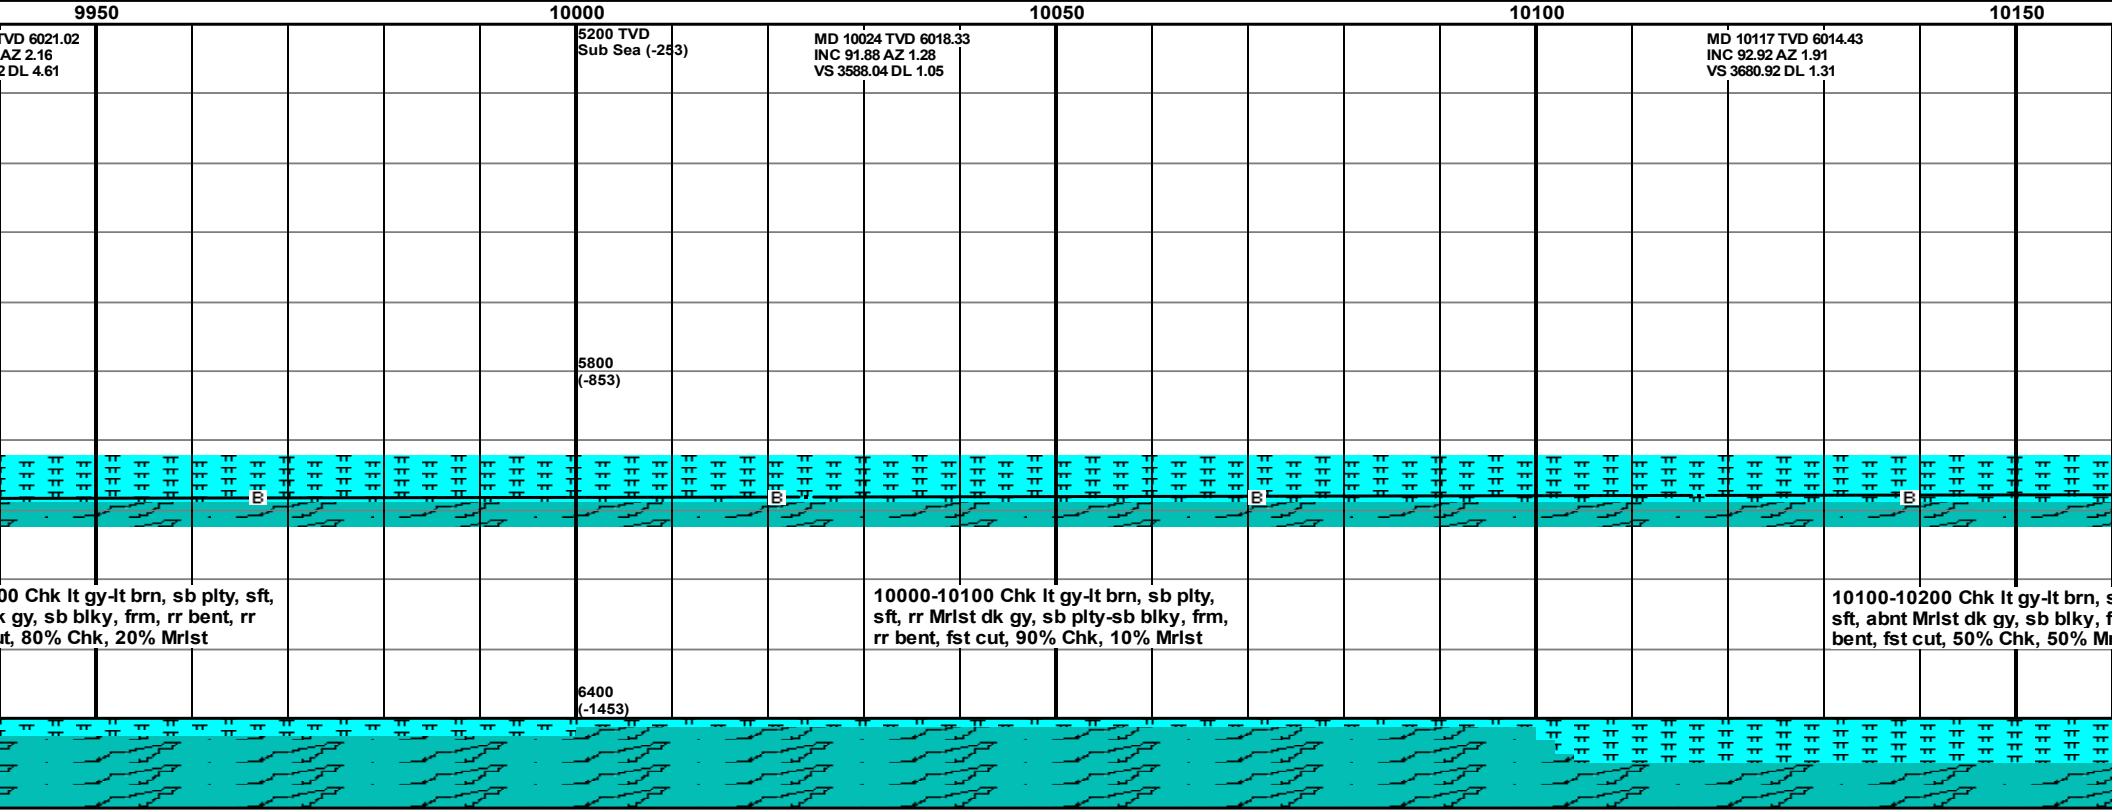 9950 10000 10050 10100 10150
TVD 6021.02
AZ 2.16
2 DL 4.61
5200 TVD
Sub Sea (-253)
MD 10024 TVD 6018.33
INC 91.88 AZ 1.28
VS 3588.04 DL 1.05
MD 10117 TVD 6014.43
INC 92.92 AZ 1.91
VS 3680.92 DL 1.31
5800
(-853)
B B B B
00 Chk lt gy-lt brn, sb plty, sft,
k gy, sb blky, frm, rr bent, rr
ut, 80% Chk, 20% Mrlst
10000-10100 Chk lt gy-lt brn, sb plty,
sft, rr Mrlst dk gy, sb plty-sb blky, frm,
rr bent, fst cut, 90% Chk, 10% Mrlst
10100-10200 Chk lt gy-lt brn, s
sft, abnt Mrlst dk gy, sb blky, f
bent, fst cut, 50% Chk, 50% Mr
6400
(-1453)